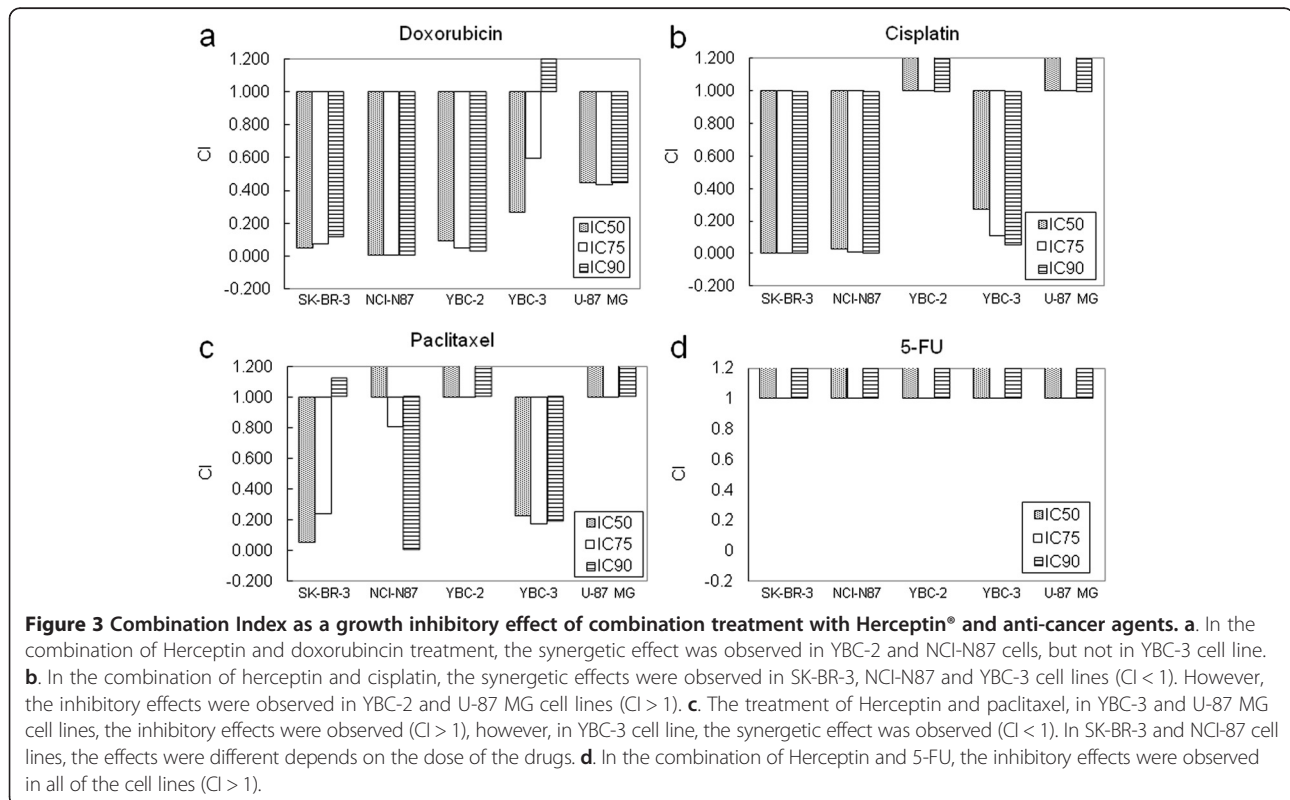 a
Doxorubicin
1.200
1.000
0.800
0.600
0.400
0.200
0.000
-0.200
CI
IC50
IC75
IC90
SK-BR-3 NCI-N87 YBC-2 YBC-3 U-87 MG
b
Cisplatin
1.200
1.000
0.800
0.600
0.400
0.200
0.000
-0.200
CI
IC50
IC75
IC90
SK-BR-3 NCI-N87 YBC-2 YBC-3 U-87 MG
c
Paclitaxel
1.200
1.000
0.800
0.600
0.400
0.200
0.000
-0.200
CI
IC50
IC75
IC90
SK-BR-3 NCI-N87 YBC-2 YBC-3 U-87 MG
d
5-FU
1.2
1
0.8
0.6
0.4
0.2
0
-0.2
CI
IC50
IC75
IC90
SK-BR-3 NCI-N87 YBC-2 YBC-3 U-87 MG
Figure 3 Combination Index as a growth inhibitory effect of combination treatment with Herceptin® and anti-cancer agents. a. In the
combination of Herceptin and doxorubincin treatment, the synergetic effect was observed in YBC-2 and NCI-N87 cells, but not in YBC-3 cell line.
b. In the combination of herceptin and cisplatin, the synergetic effects were observed in SK-BR-3, NCI-N87 and YBC-3 cell lines (CI < 1). However,
the inhibitory effects were observed in YBC-2 and U-87 MG cell lines (CI > 1). c. The treatment of Herceptin and paclitaxel, in YBC-3 and U-87 MG
cell lines, the inhibitory effects were observed (CI > 1), however, in YBC-3 cell line, the synergetic effect was observed (CI < 1). In SK-BR-3 and NCI-87 cell
lines, the effects were different depends on the dose of the drugs. d. In the combination of Herceptin and 5-FU, the inhibitory effects were observed
in all of the cell lines (CI > 1).